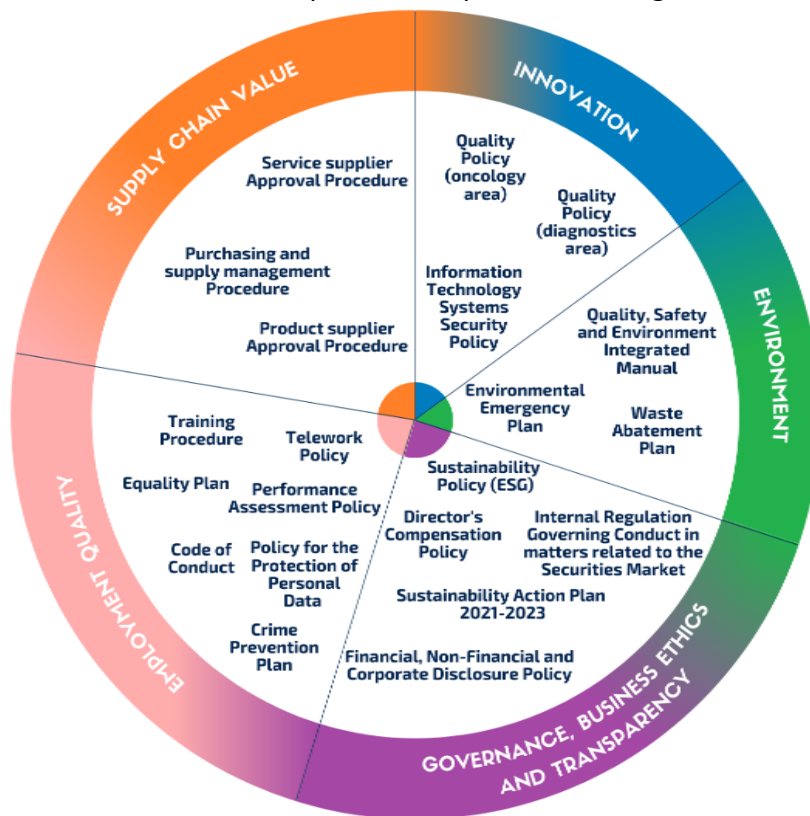 SUPPLY CHAIN VALUE
Service supplier
Approval Procedure
Purchasing and
supply management
Procedure
Product supplier
Approval Procedure
INNOVATION
Quality
Policy
(oncology
area)
Quality
Policy
(diagnostics
area)
Information
Technology
Systems
Security
Policy
ENVIRONMENT
Quality, Safety
and Environment
Integrated
Manual
Environmental
Emergency
Plan
Waste
Abatement
Plan
GOVERNANCE, BUSINESS ETHICS
AND TRANSPARENCY
Sustainability
Policy (ESG)
Director's
Compensation
Policy
Internal Regulation
Governing Conduct in
matters related to the
Securities Market
Sustainability Action Plan
2021-2023
Financial, Non-Financial and
Corporate Disclosure Policy
EMPLOYMENT QUALITY
Training
Procedure
Telework
Policy
Equality Plan
Performance
Assessment Policy
Code of
Conduct
Policy for the
Protection of
Personal
Data
Crime
Prevention
Plan